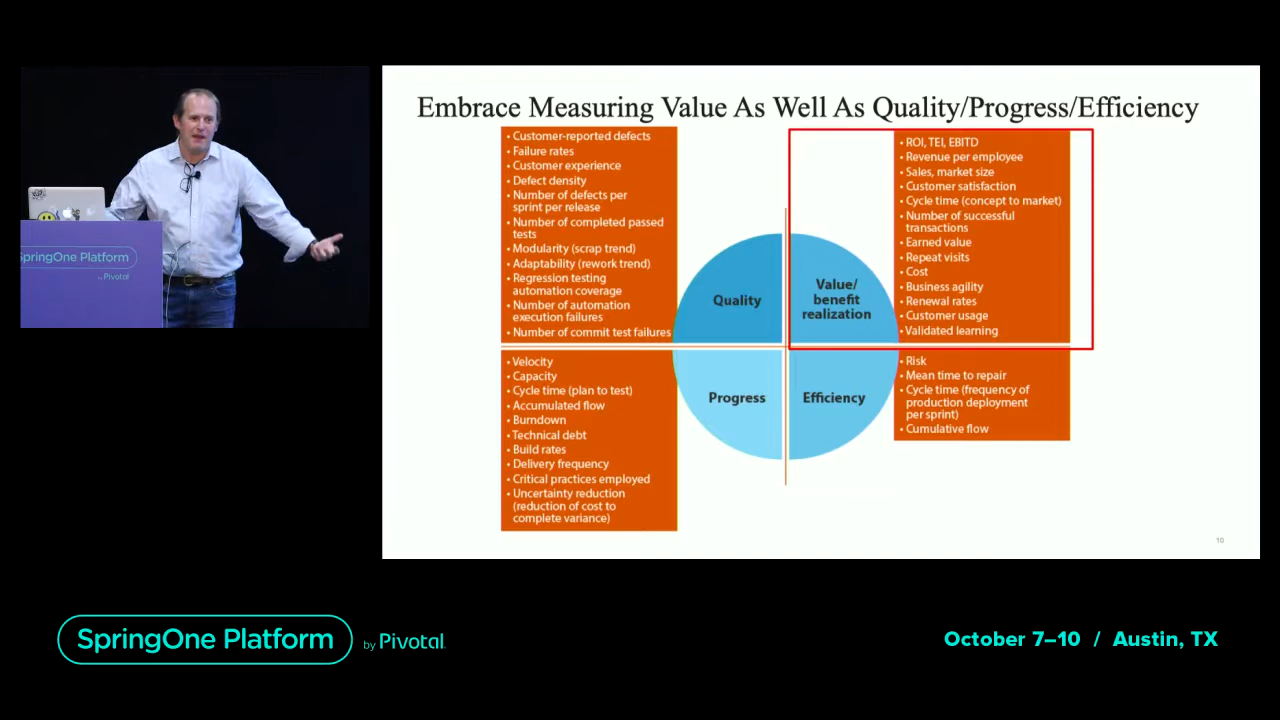 Embrace Measuring Value As Well As Quality/Progress/Efficiency
• Customer-reported defects
• Failure rates
• Customer experience
• Defect density
• Number of defects per
sprint per release
• Number of completed passed
tests
• Modularity (scrap trend)
• Adaptability (rework trend)
• Regression testing
automation coverage
• Number of automation
execution failures
• Number of commit test failures
Quality
Value/
benefit
realization
• ROI, TEI, EBITD
• Revenue per employee
• Sales, market size
• Customer satisfaction
• Cycle time (concept to market)
• Number of successful
transactions
• Earned value
• Repeat visits
• Cost
• Business agility
• Renewal rates
• Customer usage
• Validated learning
• Velocity
• Capacity
• Cycle time (plan to test)
• Accumulated flow
• Burndown
• Technical debt
• Build rates
• Delivery frequency
• Critical practices employed
• Uncertainty reduction
(reduction of cost to
complete variance)
Progress
Efficiency
• Risk
• Mean time to repair
• Cycle time (frequency of
production deployment
per sprint)
• Cumulative flow
10
SpringOne Platform
by Pivotal
SpringOne Platform by Pivotal
October 7–10 / Austin, TX